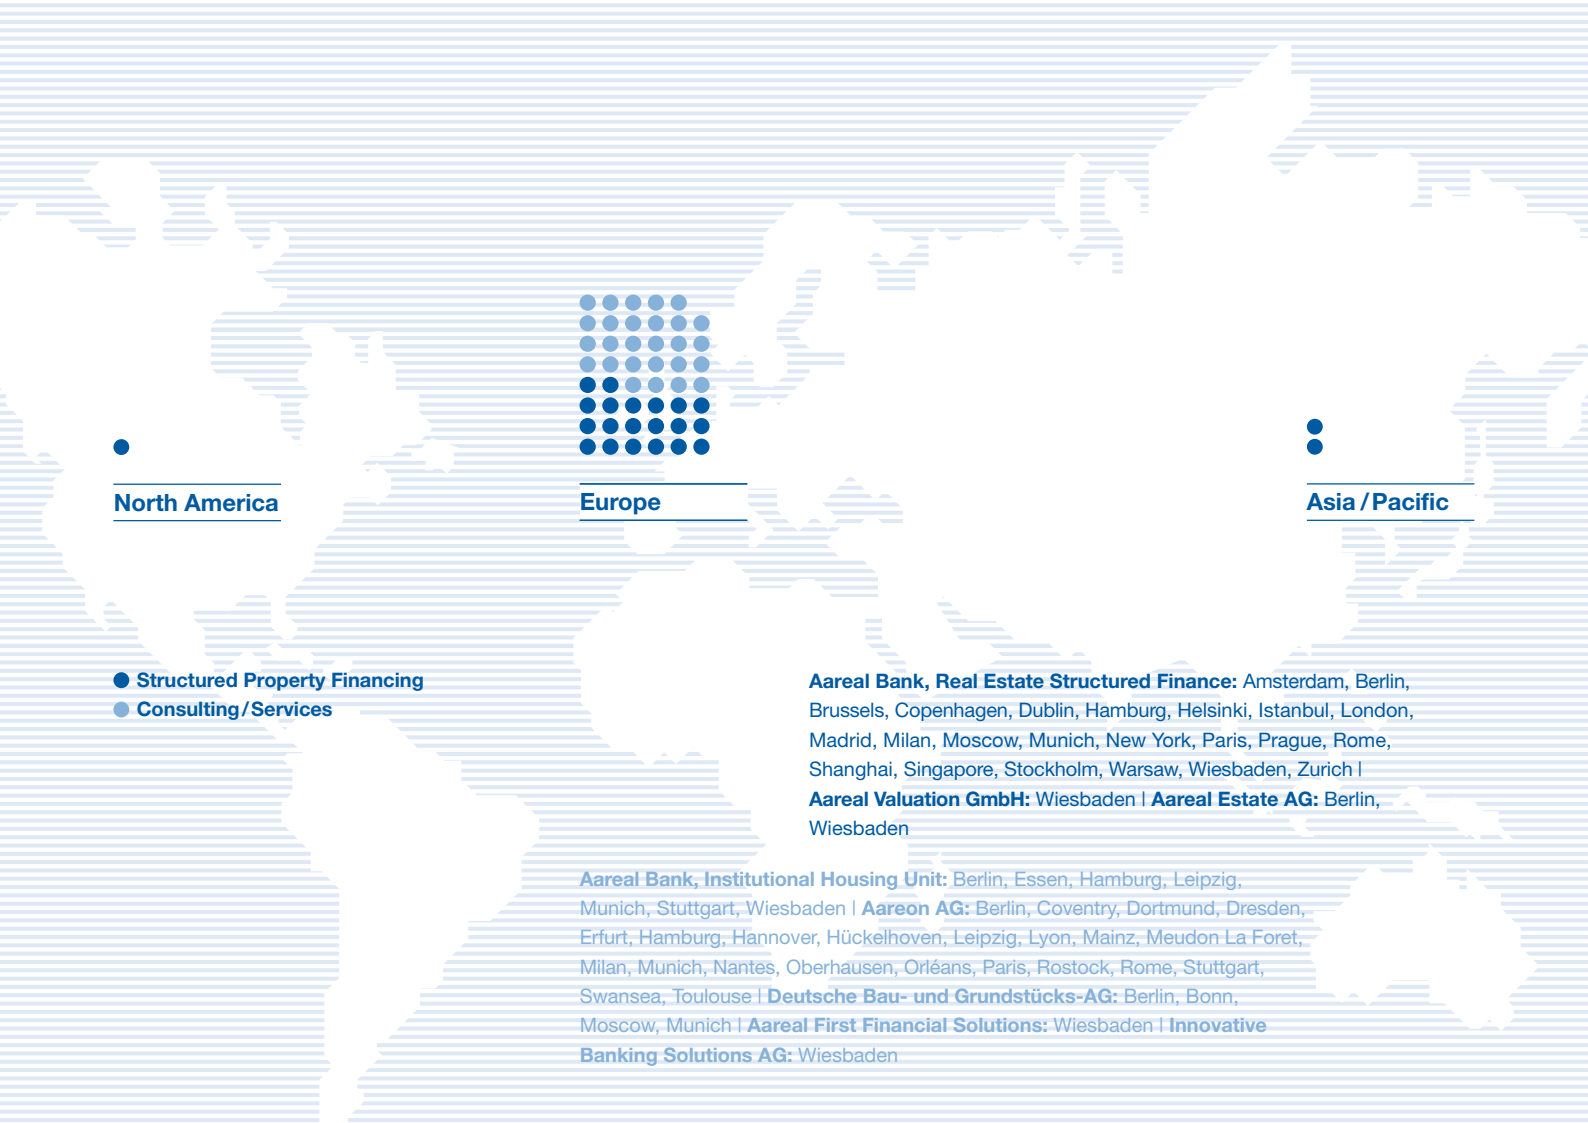 North America
Europe
Asia / Pacific
Structured Property Financing
Consulting / Services
Aareal Bank, Real Estate Structured Finance: Amsterdam, Berlin,
Brussels, Copenhagen, Dublin, Hamburg, Helsinki, Istanbul, London,
Madrid, Milan, Moscow, Munich, New York, Paris, Prague, Rome,
Shanghai, Singapore, Stockholm, Warsaw, Wiesbaden, Zurich |
Aareal Valuation GmbH: Wiesbaden | Aareal Estate AG: Berlin,
Wiesbaden
Aareal Bank, Institutional Housing Unit: Berlin, Essen, Hamburg, Leipzig,
Munich, Stuttgart, Wiesbaden | Aareon AG: Berlin, Coventry, Dortmund, Dresden,
Erfurt, Hamburg, Hannover, Hückelhoven, Leipzig, Lyon, Mainz, Meudon La Foret,
Milan, Munich, Nantes, Oberhausen, Orléans, Paris, Rostock, Rome, Stuttgart,
Swansea, Toulouse | Deutsche Bau- und Grundstücks-AG: Berlin, Bonn,
Moscow, Munich | Aareal First Financial Solutions: Wiesbaden | Innovative
Banking Solutions AG: Wiesbaden